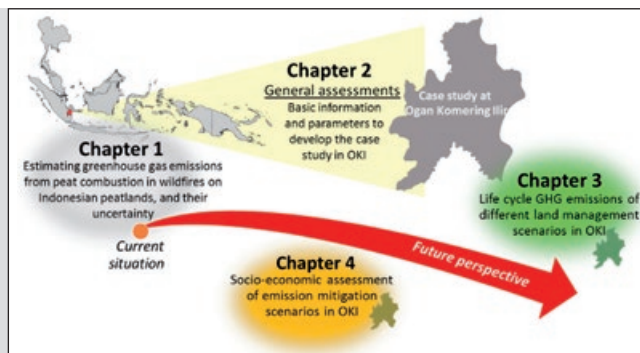 Chapter 2
General assessments
Basic information
and parameters to
develop the case
study in OKI
Case study at
Ogan Komering Ilir
Chapter 1
Estimating greenhouse gas emissions
from peat combustion in wildfires on
Indonesian peatlands, and their
uncertainty
Current
situation
Chapter 3
Life cycle GHG emissions of
different land management
scenarios in OKI
Future perspective
Chapter 4
Socio-economic assessment
of emission mitigation
scenarios in OKI